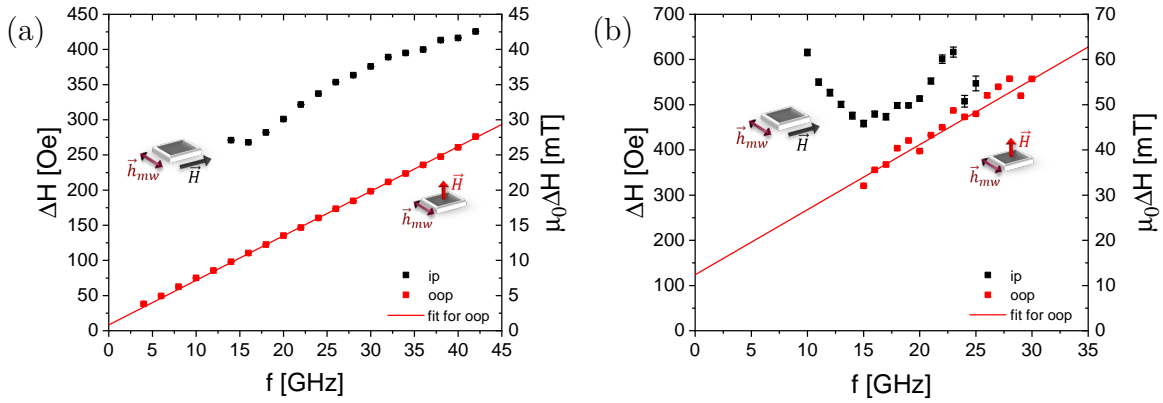 (a)
450
400
350
300
250
200
150
100
50
0
ΔH [Oe]
45
40
35
30
25
20
15
10
5
0
μ₀ΔH [mT]
h⃗mw
H⃗
H⃗
h⃗mw
ip
oop
fit for oop
0 5 10 15 20 25 30 35 40 45
f [GHz]
(b)
700
600
500
400
300
200
100
0
ΔH [Oe]
70
60
50
40
30
20
10
0
μ₀ΔH [mT]
h⃗mw
H⃗
H⃗
h⃗mw
ip
oop
fit for oop
0 5 10 15 20 25 30 35
f [GHz]